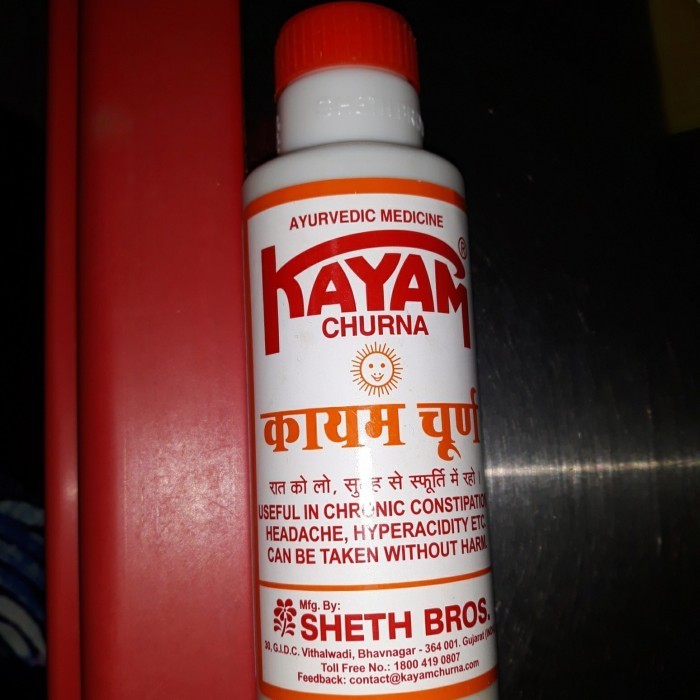 AYURVEDIC MEDICINE
KAYAM®
CHURNA
कायम चूर्ण
रात को लो, सुबह से स्फूर्ति में रहो।
USEFUL IN CHRONIC CONSTIPATION
HEADACHE, HYPERACIDITY ETC.
CAN BE TAKEN WITHOUT HARM.
Mfg. By:
SHETH BROS.
30, G.I.D.C. Vithalwadi, Bhavnagar - 364 001. Gujarat
Toll Free No.: 1800 419 0807
Feedback: contact@kayamchurna.com